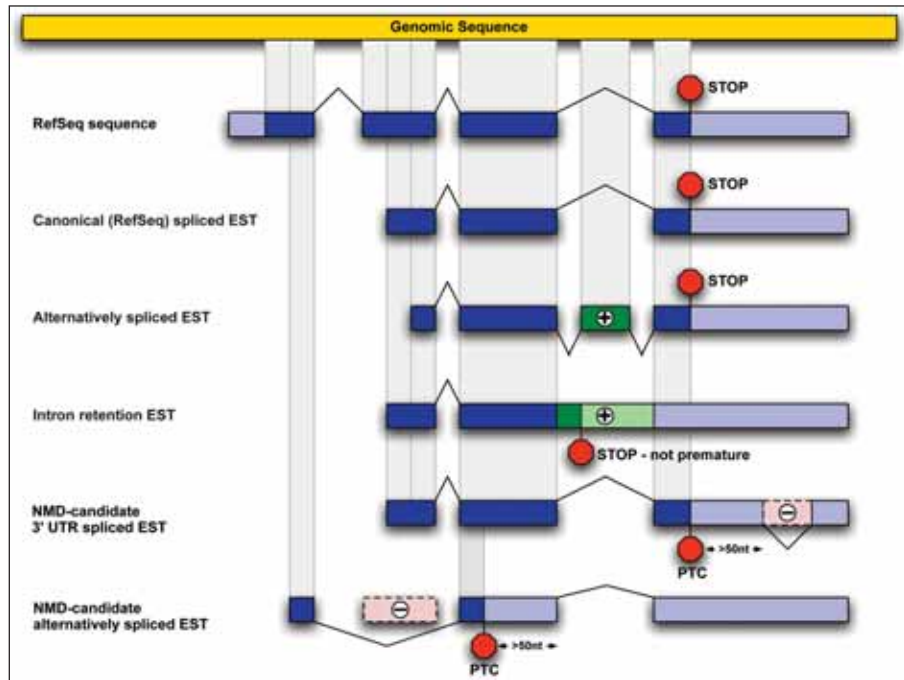 Genomic Sequence
STOP
RefSeq sequence
STOP
Canonical (RefSeq) spliced EST
STOP
Alternatively spliced EST
+
Intron retention EST
+
STOP - not premature
NMD-candidate
3' UTR spliced EST
−
>50nt
PTC
NMD-candidate
alternatively spliced EST
−
>50nt
PTC